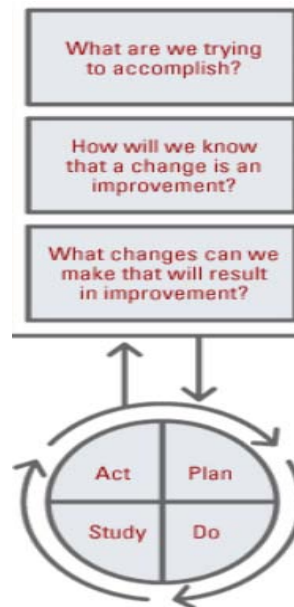 What are we trying
to accomplish?
How will we know
that a change is an
improvement?
What changes can we
make that will result
in improvement?
Act
Plan
Study
Do